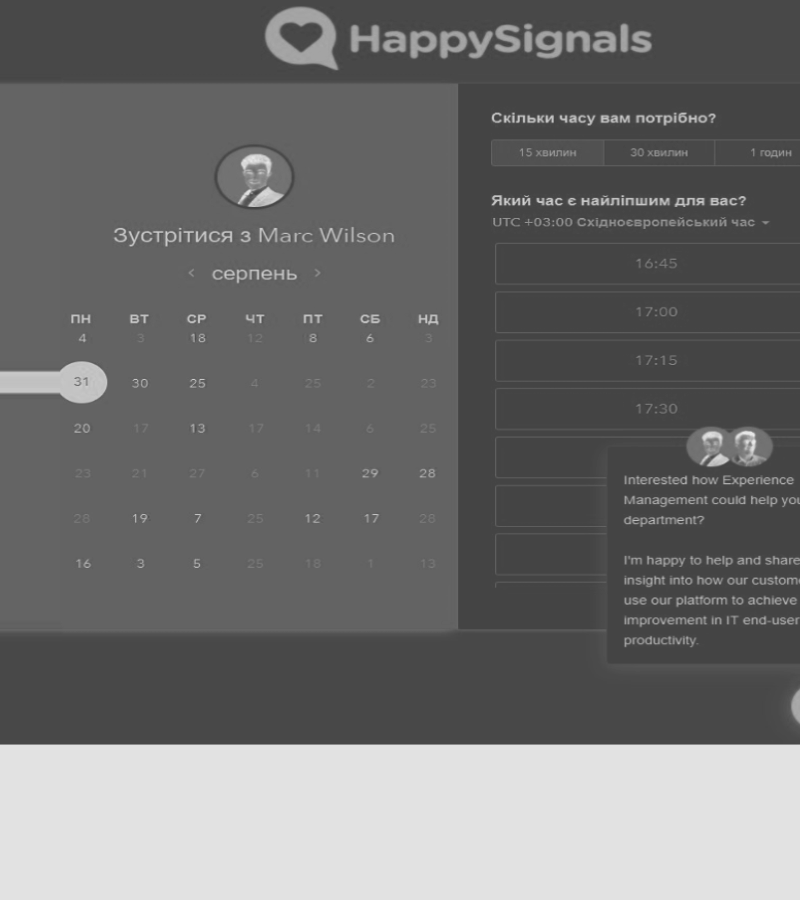 HappySignals
Зустрітися з Marc Wilson
серпень
ПН ВТ СР ЧТ ПТ СБ НД
4 3 18 12 8 6 3
31 30 25 4 25 2 23
20 17 13 17 14 6 25
23 21 27 6 11 29 28
28 19 7 25 12 17 28
16 3 5 25 18 1 13
Скільки часу вам потрібно?
15 хвилин 30 хвилин 1 годин
Який час є найліпшим для вас?
UTC +03:00 Східноєвропейський час
16:45
17:00
17:15
17:30
Interested how Experience
Management could help you
department?
I'm happy to help and share
insight into how our custome
use our platform to achieve
improvement in IT end-user
productivity.